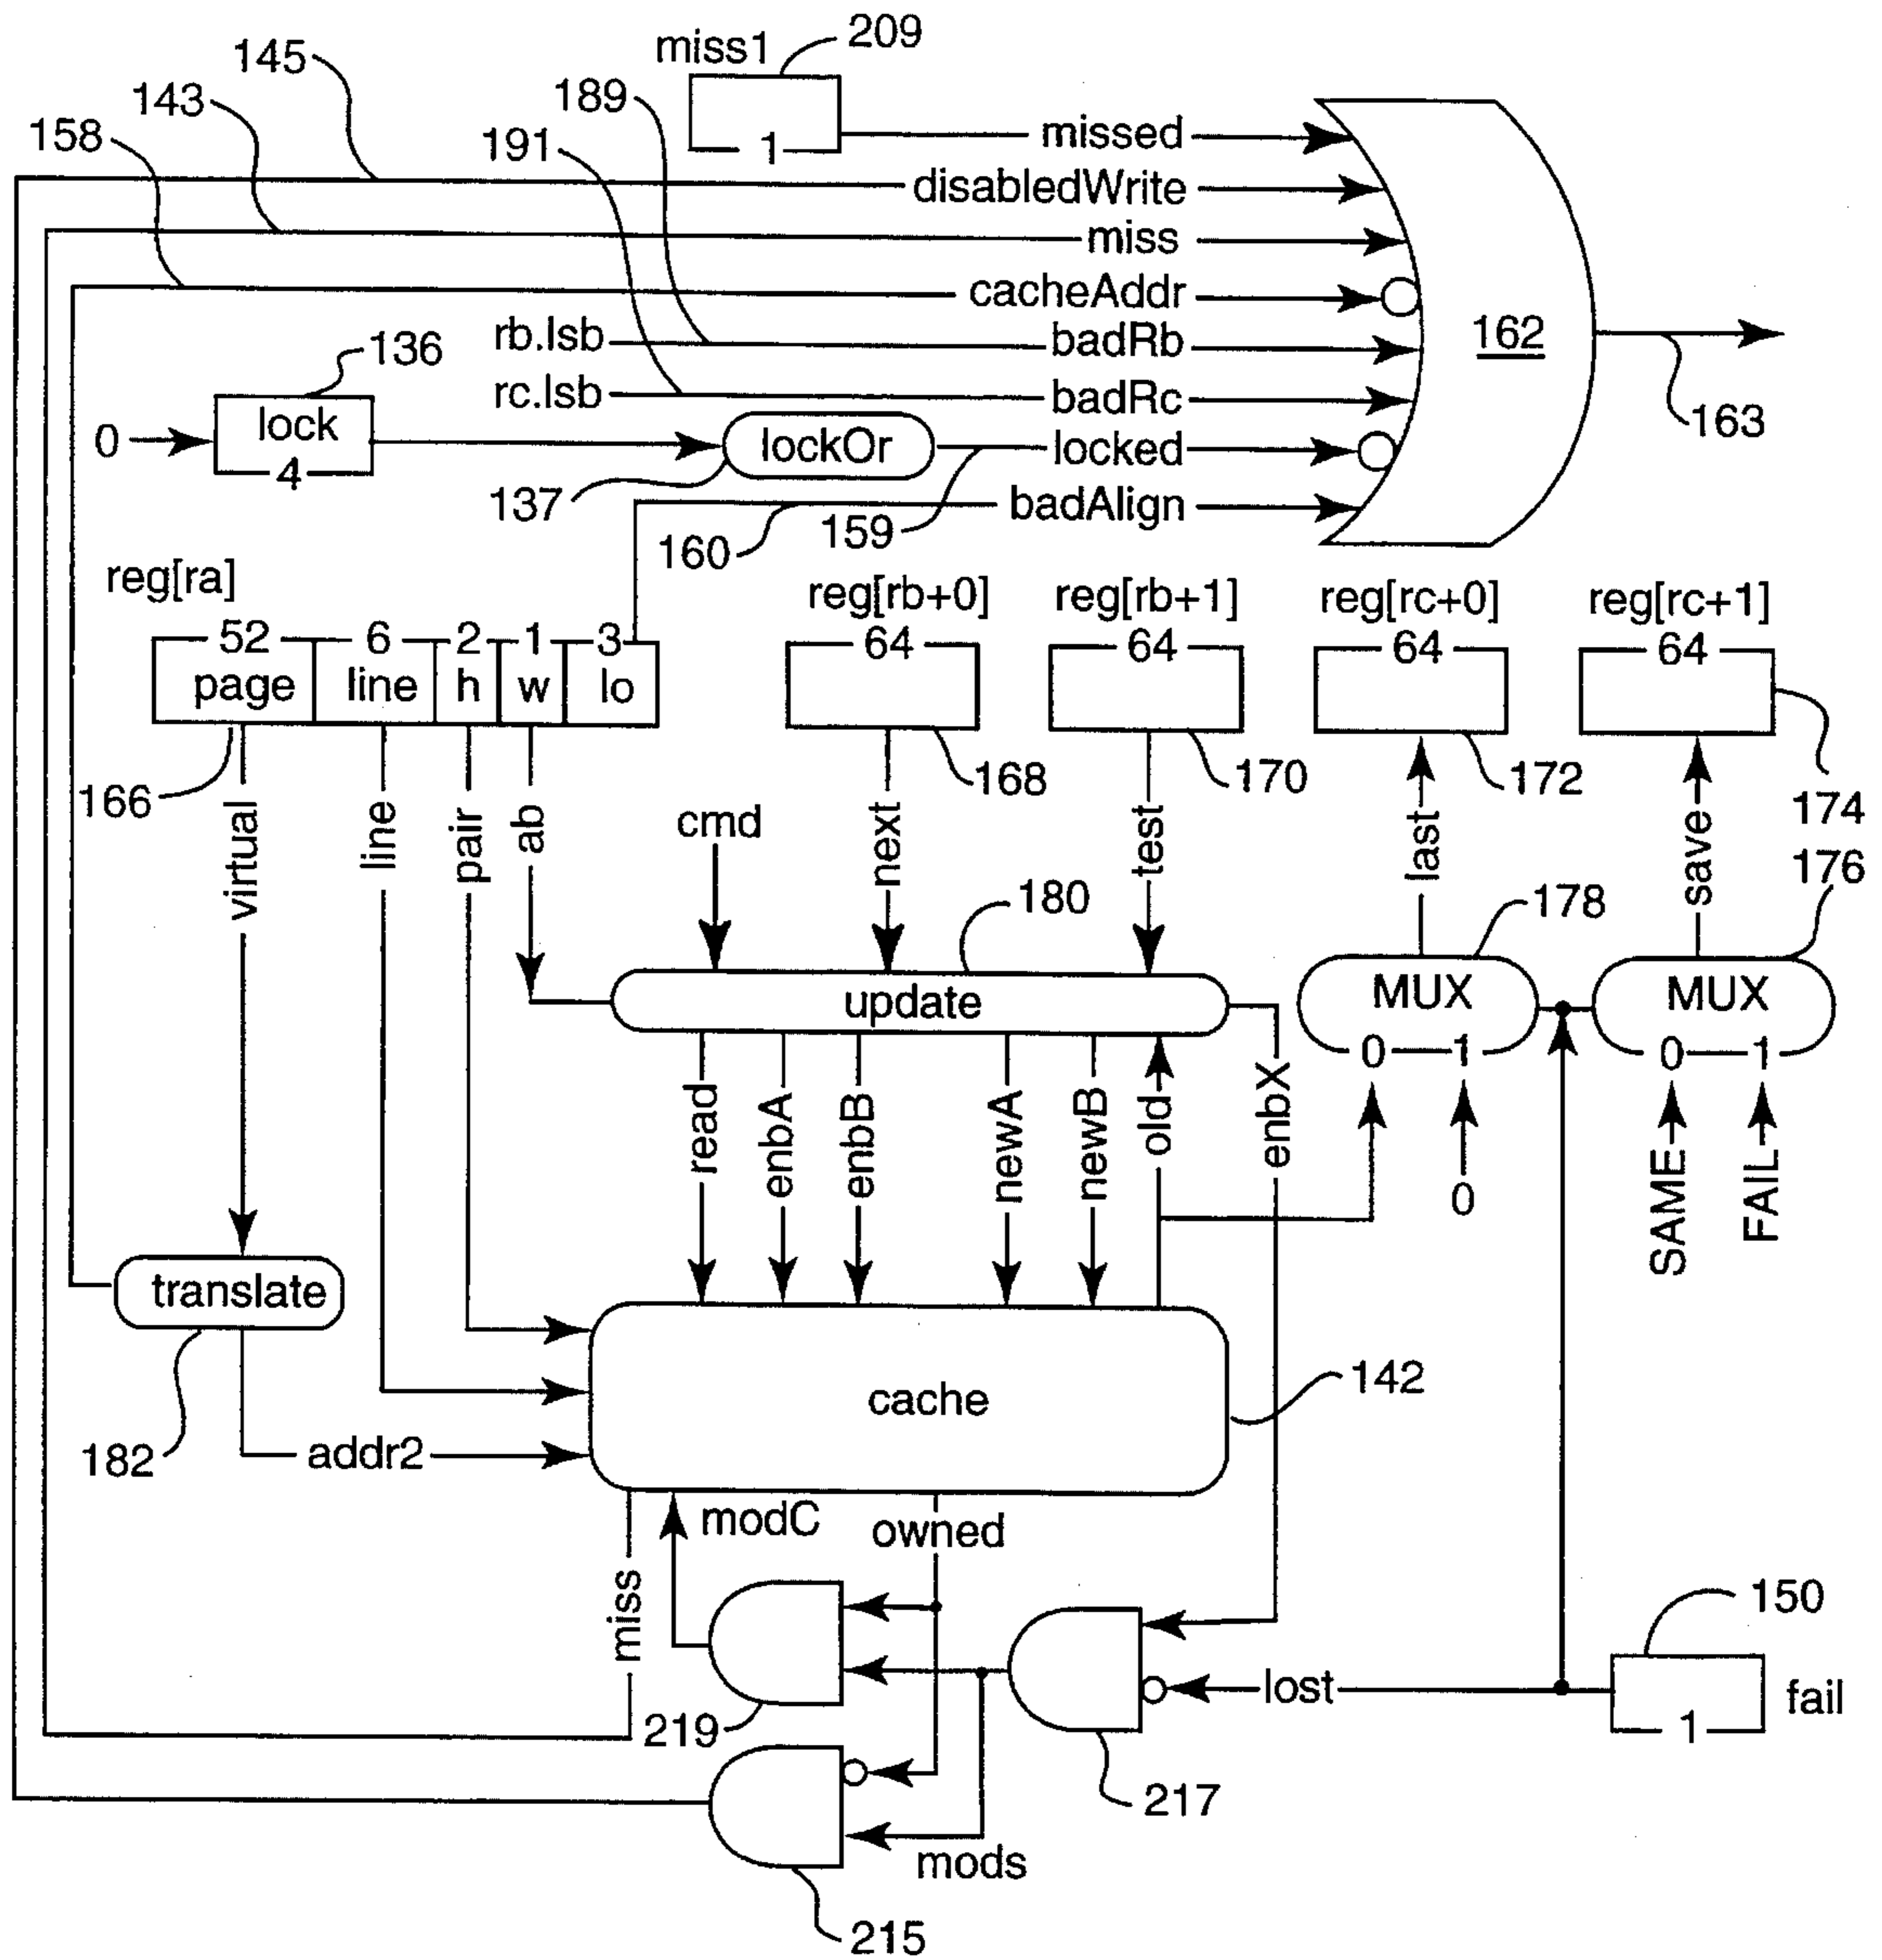 miss1 209
145
143
189
158
191
1 missed
disabledWrite
miss
cacheAddr
rb.lsb badRb
162
136
rc.lsb badRc
163
0 lock lockOr locked
4
137
badAlign
159
160
reg[ra] reg[rb+0] reg[rb+1] reg[rc+0] reg[rc+1]
52 6 2 1 3 64 64 64 64
page line h w lo
166 168 170 172 174
virtual line pair ab cmd next test last save
176
180 178
update MUX MUX
0 1 0 1
read enbA enbB newA newB old enbX
0 SAME FAIL
translate
cache 142
182 addr2
modC owned
miss
150
lost fail
1
219
217
mods
215